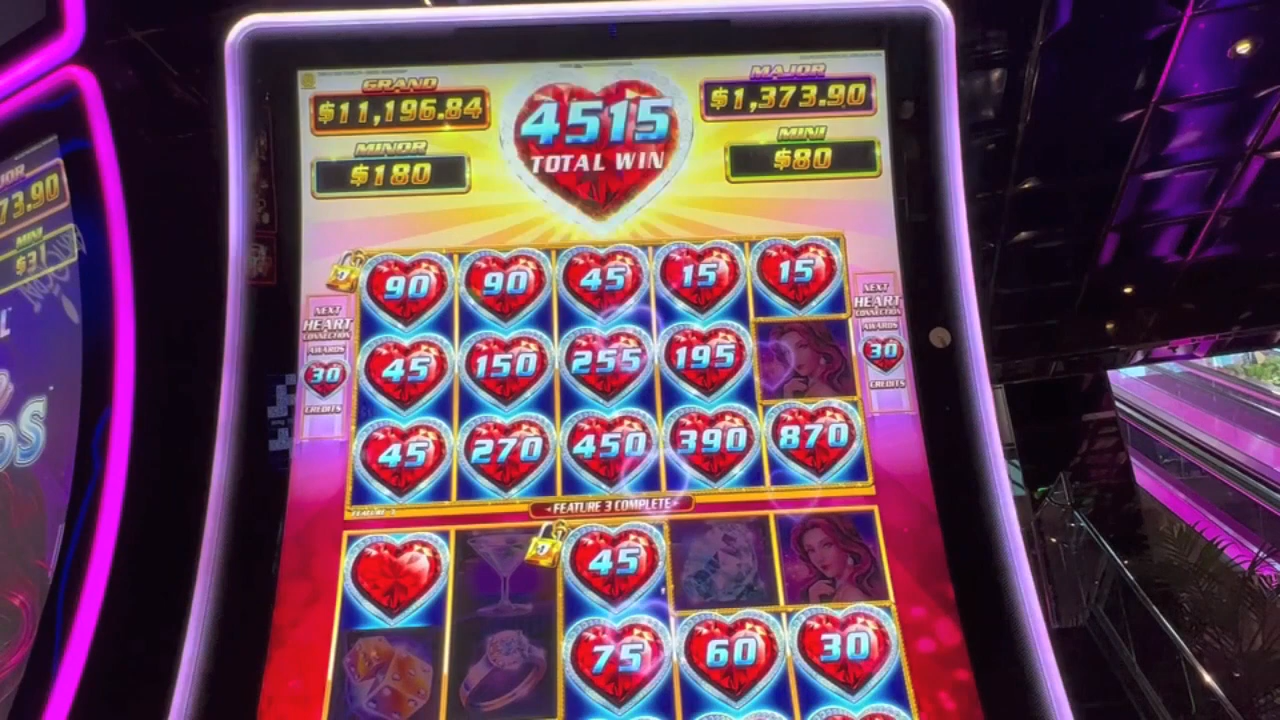 GRAND
$11,196.84
MAJOR
$1,373.90
MINOR
$180
MINI
$80
4515
TOTAL WIN
90 90 45 15 15
45 150 255 195
45 270 450 390 870
NEXT
HEART
CONNECTION
AWARDS
30
CREDITS
NEXT
HEART
CONNECTION
AWARDS
30
CREDITS
FEATURE 3 COMPLETE
45
75 60 30
73.90
MINI